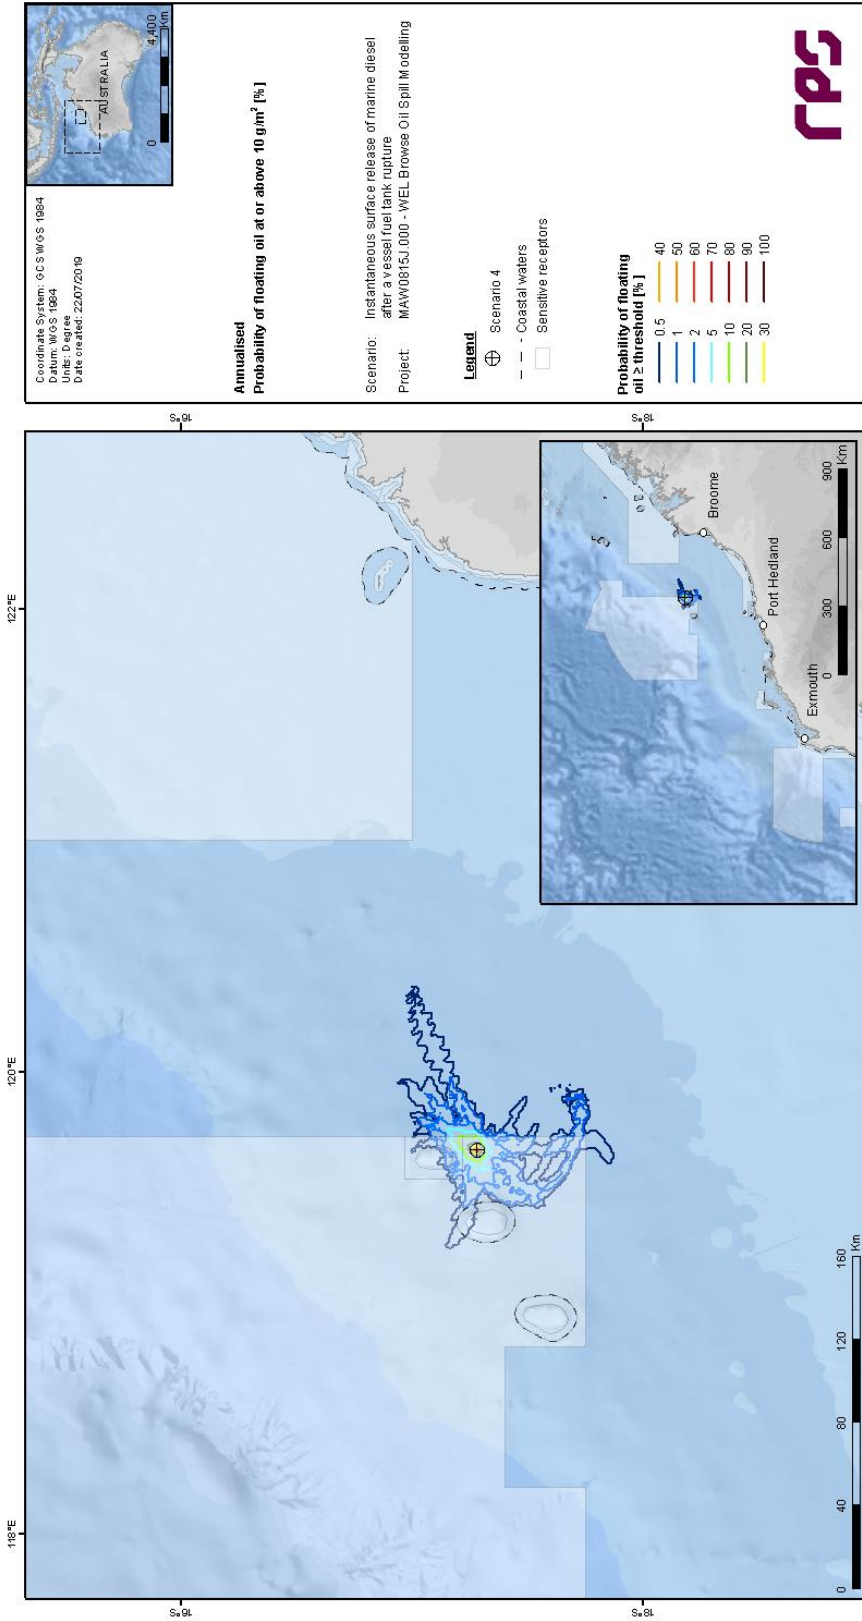 Coordinate System: GCS WGS 1984
Datum: WGS 1984
Units: Degree
Date created: 22/07/2019
AUSTRALIA
0
4,400
Km
Annualised
Probability of floating oil at or above 10 g/m² [%]
Scenario: Instantaneous surface release of marine diesel
after a vessel fuel tank rupture
Project: MAW0815J.000 - WEL Browse Oil Spill Modelling
Legend
Scenario 4
Coastal waters
Sensitive receptors
Probability of floating
oil ≥ threshold [%]
0.5 40
1 50
2 60
5 70
10 80
20 90
30 100
rps
118°E
120°E
122°E
16°S
18°S
16°S
18°S
0 40 80 120 160
Km
Exmouth
Port Hedland
Broome
0 300 600 900
Km